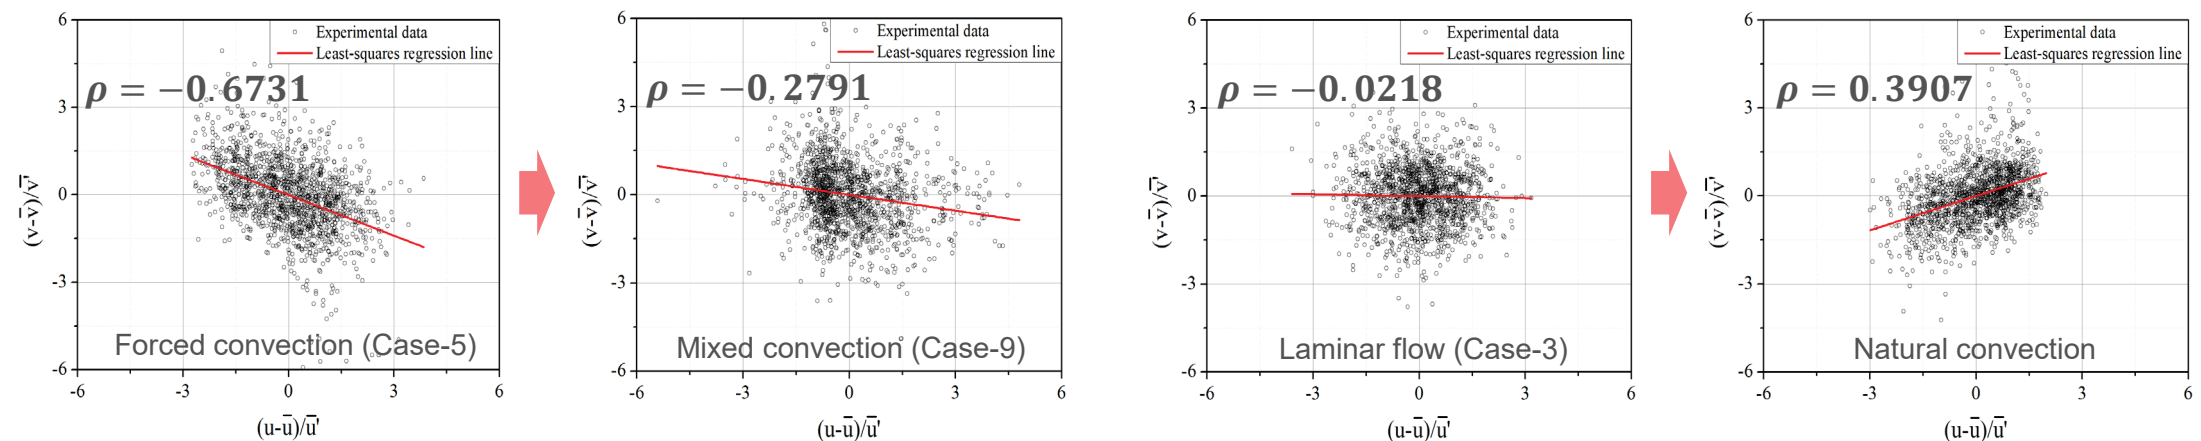 6
3
0
-3
-6
-6
-3
0
3
6
Experimental data
Least-squares regression line
ρ = −0.6731
Forced convection (Case-5)
(v-v̅)/v̅'
(u-u̅)/u̅'
6
3
0
-3
-6
-6
-3
0
3
6
Experimental data
Least-squares regression line
ρ = −0.2791
Mixed convection (Case-9)
(v-v̅)/v̅'
(u-u̅)/u̅'
6
3
0
-3
-6
-6
-3
0
3
6
Experimental data
Least-squares regression line
ρ = −0.0218
Laminar flow (Case-3)
(v-v̅)/v̅'
(u-u̅)/u̅'
6
3
0
-3
-6
-6
-3
0
3
6
Experimental data
Least-squares regression line
ρ = 0.3907
Natural convection
(v-v̅)/v̅'
(u-u̅)/u̅'